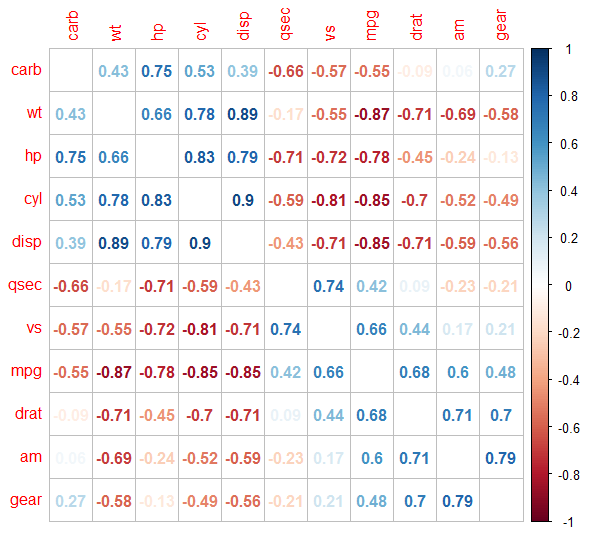 carb wt hp cyl disp qsec vs mpg drat am gear
carb 0.43 0.75 0.53 0.39 -0.66 -0.57 -0.55 -0.09 0.06 0.27
wt 0.43 0.66 0.78 0.89 -0.17 -0.55 -0.87 -0.71 -0.69 -0.58
hp 0.75 0.66 0.83 0.79 -0.71 -0.72 -0.78 -0.45 -0.24 -0.13
cyl 0.53 0.78 0.83 0.9 -0.59 -0.81 -0.85 -0.7 -0.52 -0.49
disp 0.39 0.89 0.79 0.9 -0.43 -0.71 -0.85 -0.71 -0.59 -0.56
qsec -0.66 -0.17 -0.71 -0.59 -0.43 0.74 0.42 0.09 -0.23 -0.21
vs -0.57 -0.55 -0.72 -0.81 -0.71 0.74 0.66 0.44 0.17 0.21
mpg -0.55 -0.87 -0.78 -0.85 -0.85 0.42 0.66 0.68 0.6 0.48
drat -0.09 -0.71 -0.45 -0.7 -0.71 0.09 0.44 0.68 0.71 0.7
am 0.06 -0.69 -0.24 -0.52 -0.59 -0.23 0.17 0.6 0.71 0.79
gear 0.27 -0.58 -0.13 -0.49 -0.56 -0.21 0.21 0.48 0.7 0.79
1
0.8
0.6
0.4
0.2
0
-0.2
-0.4
-0.6
-0.8
-1